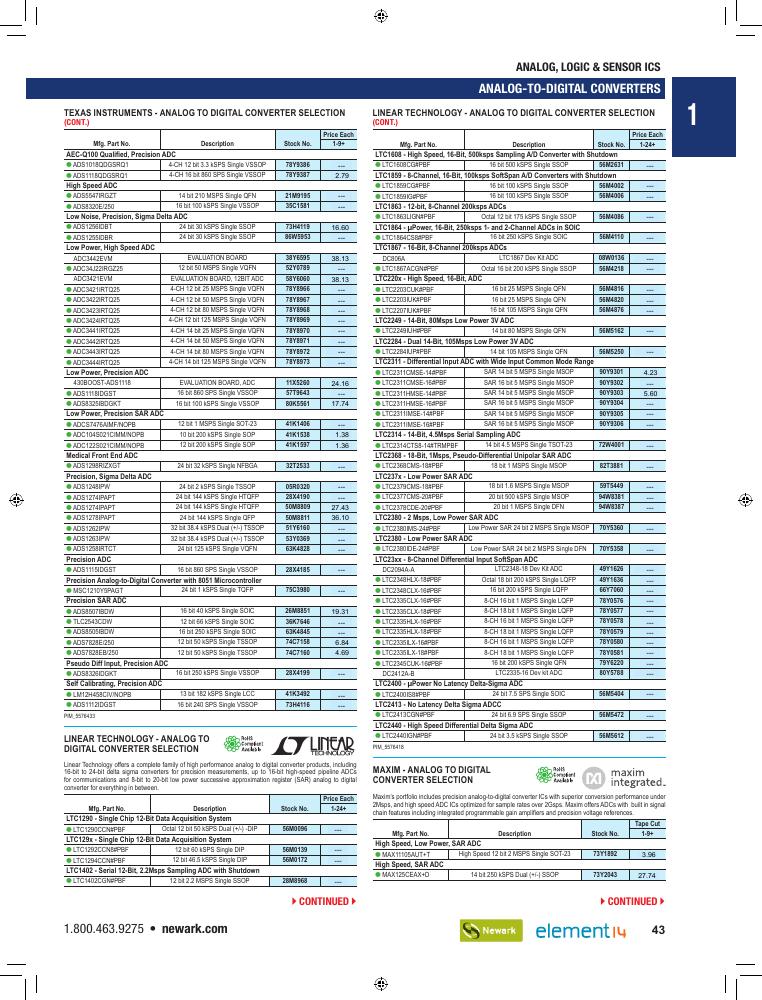 ANALOG, LOGIC & SENSOR ICS
ANALOG-TO-DIGITAL CONVERTERS
1
TEXAS INSTRUMENTS - ANALOG TO DIGITAL CONVERTER SELECTION
(CONT.)
Price Each
Mfg. Part No. Description Stock No. 1-9+
AEC-Q100 Qualified, Precision ADC
ADS1018QDGSRQ1 4-CH 12 bit 3.3 kSPS Single VSSOP 78Y9386 ---
ADS1118QDGSRQ1 4-CH 16 bit 860 SPS Single VSSOP 78Y9387 2.79
High Speed ADC
ADS5547IRGZT 14 bit 210 MSPS Single QFN 21M9195 ---
ADS8320E/250 16 bit 100 kSPS Single VSSOP 35C1581 ---
Low Noise, Precision, Sigma Delta ADC
ADS1256IDBT 24 bit 30 kSPS Single SSOP 73H4119 16.60
ADS1255IDBR 24 bit 30 kSPS Single SSOP 86W5953 ---
Low Power, High Speed ADC
ADC3442EVM EVALUATION BOARD 38Y6595 38.13
ADC34J22IRGZ25 12 bit 50 MSPS Single VQFN 52Y0789 ---
ADC3421EVM EVALUATION BOARD, 12BIT ADC 58Y6060 38.13
ADC3421IRTQ25 4-CH 12 bit 25 MSPS Single VQFN 78Y8966 ---
ADC3422IRTQ25 4-CH 12 bit 50 MSPS Single VQFN 78Y8967 ---
ADC3423IRTQ25 4-CH 12 bit 80 MSPS Single VQFN 78Y8968 ---
ADC3424IRTQ25 4-CH 12 bit 125 MSPS Single VQFN 78Y8969 ---
ADC3441IRTQ25 4-CH 14 bit 25 MSPS Single VQFN 78Y8970 ---
ADC3442IRTQ25 4-CH 14 bit 50 MSPS Single VQFN 78Y8971 ---
ADC3443IRTQ25 4-CH 14 bit 80 MSPS Single VQFN 78Y8972 ---
ADC3444IRTQ25 4-CH 14 bit 125 MSPS Single VQFN 78Y8973 ---
Low Power, Precision ADC
430BOOST-ADS1118 EVALUATION BOARD, ADC 11X5260 24.16
ADS1118IDGST 16 bit 860 SPS Single VSSOP 57T9643 ---
ADS8325IBDGKT 16 bit 100 kSPS Single VSSOP 80K5561 17.74
Low Power, Precision SAR ADC
ADCS7476AIMF/NOPB 12 bit 1 MSPS Single SOT-23 41K1406 ---
ADC104S021CIMM/NOPB 10 bit 200 kSPS Single SOP 41K1538 1.38
ADC122S021CIMM/NOPB 12 bit 200 kSPS Single SOP 41K1597 1.36
Medical Front End ADC
ADS1298RIZXGT 24 bit 32 kSPS Single NFBGA 32T2533 ---
Precision, Sigma Delta ADC
ADS1248IPW 24 bit 2 kSPS Single TSSOP 05R0320 ---
ADS1274IPAPT 24 bit 144 kSPS Single HTQFP 28X4190 ---
ADS1274IPAPT 24 bit 144 kSPS Single HTQFP 50M8809 27.43
ADS1278IPAPT 24 bit 144 kSPS Single QFP 50M8811 36.10
ADS1262IPW 32 bit 38.4 kSPS Dual (+/-) TSSOP 51Y6160 ---
ADS1263IPW 32 bit 38.4 kSPS Dual (+/-) TSSOP 53Y0369 ---
ADS1258IRTCT 24 bit 125 kSPS Single VQFN 63K4828 ---
Precision ADC
ADS1115IDGST 16 bit 860 SPS Single VSSOP 28X4185 ---
Precision Analog-to-Digital Converter with 8051 Microcontroller
MSC1210Y5PAGT 24 bit 1 kSPS Single TQFP 75C3980 ---
Precision SAR ADC
ADS8507IBDW 16 bit 40 kSPS Single SOIC 26M8851 19.31
TLC2543CDW 12 bit 66 kSPS Single SOIC 36K7646 ---
ADS8505IBDW 16 bit 250 kSPS Single SOIC 63K4845 ---
ADS7828E/250 12 bit 50 kSPS Single TSSOP 74C7158 6.84
ADS7828EB/250 12 bit 50 kSPS Single TSSOP 74C7160 4.69
Pseudo Diff Input, Precision ADC
ADS8326IDGKT 16 bit 250 kSPS Single VSSOP 28X4199 ---
Self Calibrating, Precision ADC
LM12H458CIV/NOPB 13 bit 182 kSPS Single LCC 41K3492 ---
ADS1112IDGST 16 bit 240 SPS Single VSSOP 73H4116 ---
PIM_5576433
LINEAR TECHNOLOGY - ANALOG TO
DIGITAL CONVERTER SELECTION
RoHS
Compliant
Available
LINEAR
TECHNOLOGY
Linear Technology offers a complete family of high performance analog to digital converter products, including
16-bit to 24-bit delta sigma converters for precision measurements, up to 16-bit high-speed pipeline ADCs
for communications and 8-bit to 20-bit low power successive approximation register (SAR) analog to digital
converter for everything in between.
Price Each
Mfg. Part No. Description Stock No. 1-24+
LTC1290 - Single Chip 12-Bit Data Acquisition System
LTC1290CCN#PBF Octal 12 bit 50 kSPS Dual (+/-) -DIP 56M0096 ---
LTC129x - Single Chip 12-Bit Data Acquisition System
LTC1292CCN8#PBF 12 bit 60 kSPS Single DIP 56M0139 ---
LTC1294CCN#PBF 12 bit 46.5 kSPS Single DIP 56M0172 ---
LTC1402 - Serial 12-Bit, 2.2Msps Sampling ADC with Shutdown
LTC1402CGN#PBF 12 bit 2.2 MSPS Single SSOP 28M8968 ---
CONTINUED
LINEAR TECHNOLOGY - ANALOG TO DIGITAL CONVERTER SELECTION
(CONT.)
Price Each
Mfg. Part No. Description Stock No. 1-24+
LTC1608 - High Speed, 16-Bit, 500ksps Sampling A/D Converter with Shutdown
LTC1608CG#PBF 16 bit 500 kSPS Single SSOP 56M2631 ---
LTC1859 - 8-Channel, 16-Bit, 100ksps SoftSpan A/D Converters with Shutdown
LTC1859CG#PBF 16 bit 100 kSPS Single SSOP 56M4002 ---
LTC1859IG#PBF 16 bit 100 kSPS Single SSOP 56M4006 ---
LTC1863 - 12-bit, 8-Channel 200ksps ADCs
LTC1863LIGN#PBF Octal 12 bit 175 kSPS Single SSOP 56M4086 ---
LTC1864 - µPower, 16-Bit, 250ksps 1- and 2-Channel ADCs in SOIC
LTC1864CS8#PBF 16 bit 250 kSPS Single SOIC 56M4110 ---
LTC1867 - 16-Bit, 8-Channel 200ksps ADCs
DC806A LTC1867 Dev Kit ADC 08W0136 ---
LTC1867ACGN#PBF Octal 16 bit 200 kSPS Single SSOP 56M4218 ---
LTC220x - High Speed, 16-Bit, ADC
LTC2203CUK#PBF 16 bit 25 MSPS Single QFN 56M4816 ---
LTC2203IUK#PBF 16 bit 25 MSPS Single QFN 56M4820 ---
LTC2207IUK#PBF 16 bit 105 MSPS Single QFN 56M4876 ---
LTC2249 - 14-Bit, 80Msps Low Power 3V ADC
LTC2249IUH#PBF 14 bit 80 MSPS Single QFN 56M5162 ---
LTC2284 - Dual 14-Bit, 105Msps Low Power 3V ADC
LTC2284IUP#PBF 14 bit 105 MSPS Single QFN 56M5250 ---
LTC2311 - Differential Input ADC with Wide Input Common Mode Range
LTC2311CMSE-14#PBF SAR 14 bit 5 MSPS Single MSOP 90Y9301 4.23
LTC2311CMSE-16#PBF SAR 16 bit 5 MSPS Single MSOP 90Y9302 ---
LTC2311HMSE-14#PBF SAR 14 bit 5 MSPS Single MSOP 90Y9303 5.60
LTC2311HMSE-16#PBF SAR 16 bit 5 MSPS Single MSOP 90Y9304 ---
LTC2311IMSE-14#PBF SAR 14 bit 5 MSPS Single MSOP 90Y9305 ---
LTC2311IMSE-16#PBF SAR 16 bit 5 MSPS Single MSOP 90Y9306 ---
LTC2314 - 14-Bit, 4.5Msps Serial Sampling ADC
LTC2314CTS8-14#TRMPBF 14 bit 4.5 MSPS Single TSOT-23 72W4001 ---
LTC2368 - 18-Bit, 1Msps, Pseudo-Differential Unipolar SAR ADC
LTC2368CMS-18#PBF 18 bit 1 MSPS Single MSOP 82T3881 ---
LTC237x - Low Power SAR ADC
LTC2379CMS-18#PBF 18 bit 1.6 MSPS Single MSOP 59T5449 ---
LTC2377CMS-20#PBF 20 bit 500 kSPS Single MSOP 94W8381 ---
LTC2378CDE-20#PBF 20 bit 1 MSPS Single DFN 94W8387 ---
LTC2380 - 2 Msps, Low Power SAR ADC
LTC2380IMS-24#PBF Low Power SAR 24 bit 2 MSPS Single MSOP 70Y5360 ---
LTC2380 - Low Power SAR ADC
LTC2380IDE-24#PBF Low Power SAR 24 bit 2 MSPS Single DFN 70Y5358 ---
LTC23xx - 8-Channel Differential Input SoftSpan ADC
DC2094A-A LTC2348-18 Dev Kit ADC 49Y1626 ---
LTC2348HLX-18#PBF Octal 18 bit 200 kSPS Single LQFP 49Y1636 ---
LTC2348CLX-16#PBF 16 bit 200 kSPS Single LQFP 66Y7060 ---
LTC2335CLX-16#PBF 8-CH 16 bit 1 MSPS Single LQFP 78Y0576 ---
LTC2335CLX-18#PBF 8-CH 18 bit 1 MSPS Single LQFP 78Y0577 ---
LTC2335HLX-16#PBF 8-CH 16 bit 1 MSPS Single LQFP 78Y0578 ---
LTC2335HLX-18#PBF 8-CH 18 bit 1 MSPS Single LQFP 78Y0579 ---
LTC2335ILX-16#PBF 8-CH 16 bit 1 MSPS Single LQFP 78Y0580 ---
LTC2335ILX-18#PBF 8-CH 18 bit 1 MSPS Single LQFP 78Y0581 ---
LTC2345CUK-16#PBF 16 bit 200 kSPS Single QFN 79Y6220 ---
DC2412A-B LTC2335-16 Dev kit ADC 80Y5788 ---
LTC2400 - µPower No Latency Delta-Sigma ADC
LTC2400IS8#PBF 24 bit 7.5 SPS Single SOIC 56M5404 ---
LTC2413 - No Latency Delta Sigma ADCC
LTC2413CGN#PBF 24 bit 6.9 SPS Single SSOP 56M5472 ---
LTC2440 - High Speed Differential Delta Sigma ADC
LTC2440IGN#PBF 24 bit 3.5 kSPS Single SSOP 56M5612 ---
PIM_5576418
MAXIM - ANALOG TO DIGITAL
CONVERTER SELECTION
RoHS
Compliant
Available
maxim
integrated
Maxim's portfolio includes precision analog-to-digital converter ICs with superior conversion performance under
2Msps, and high speed ADC ICs optimized for sample rates over 2Gsps. Maxim offers ADCs with built in signal
chain features including integrated programmable gain amplifiers and precision voltage references.
Tape Cut
Mfg. Part No. Description Stock No. 1-9+
High Speed, Low Power, SAR ADC
MAX11105AUT+T High Speed 12 bit 2 MSPS Single SOT-23 73Y1892 3.96
High Speed, SAR ADC
MAX125CEAX+D 14 bit 250 kSPS Dual (+/-) SSOP 73Y2043 27.74
CONTINUED
1.800.463.9275 • newark.com
Newark
element14
43